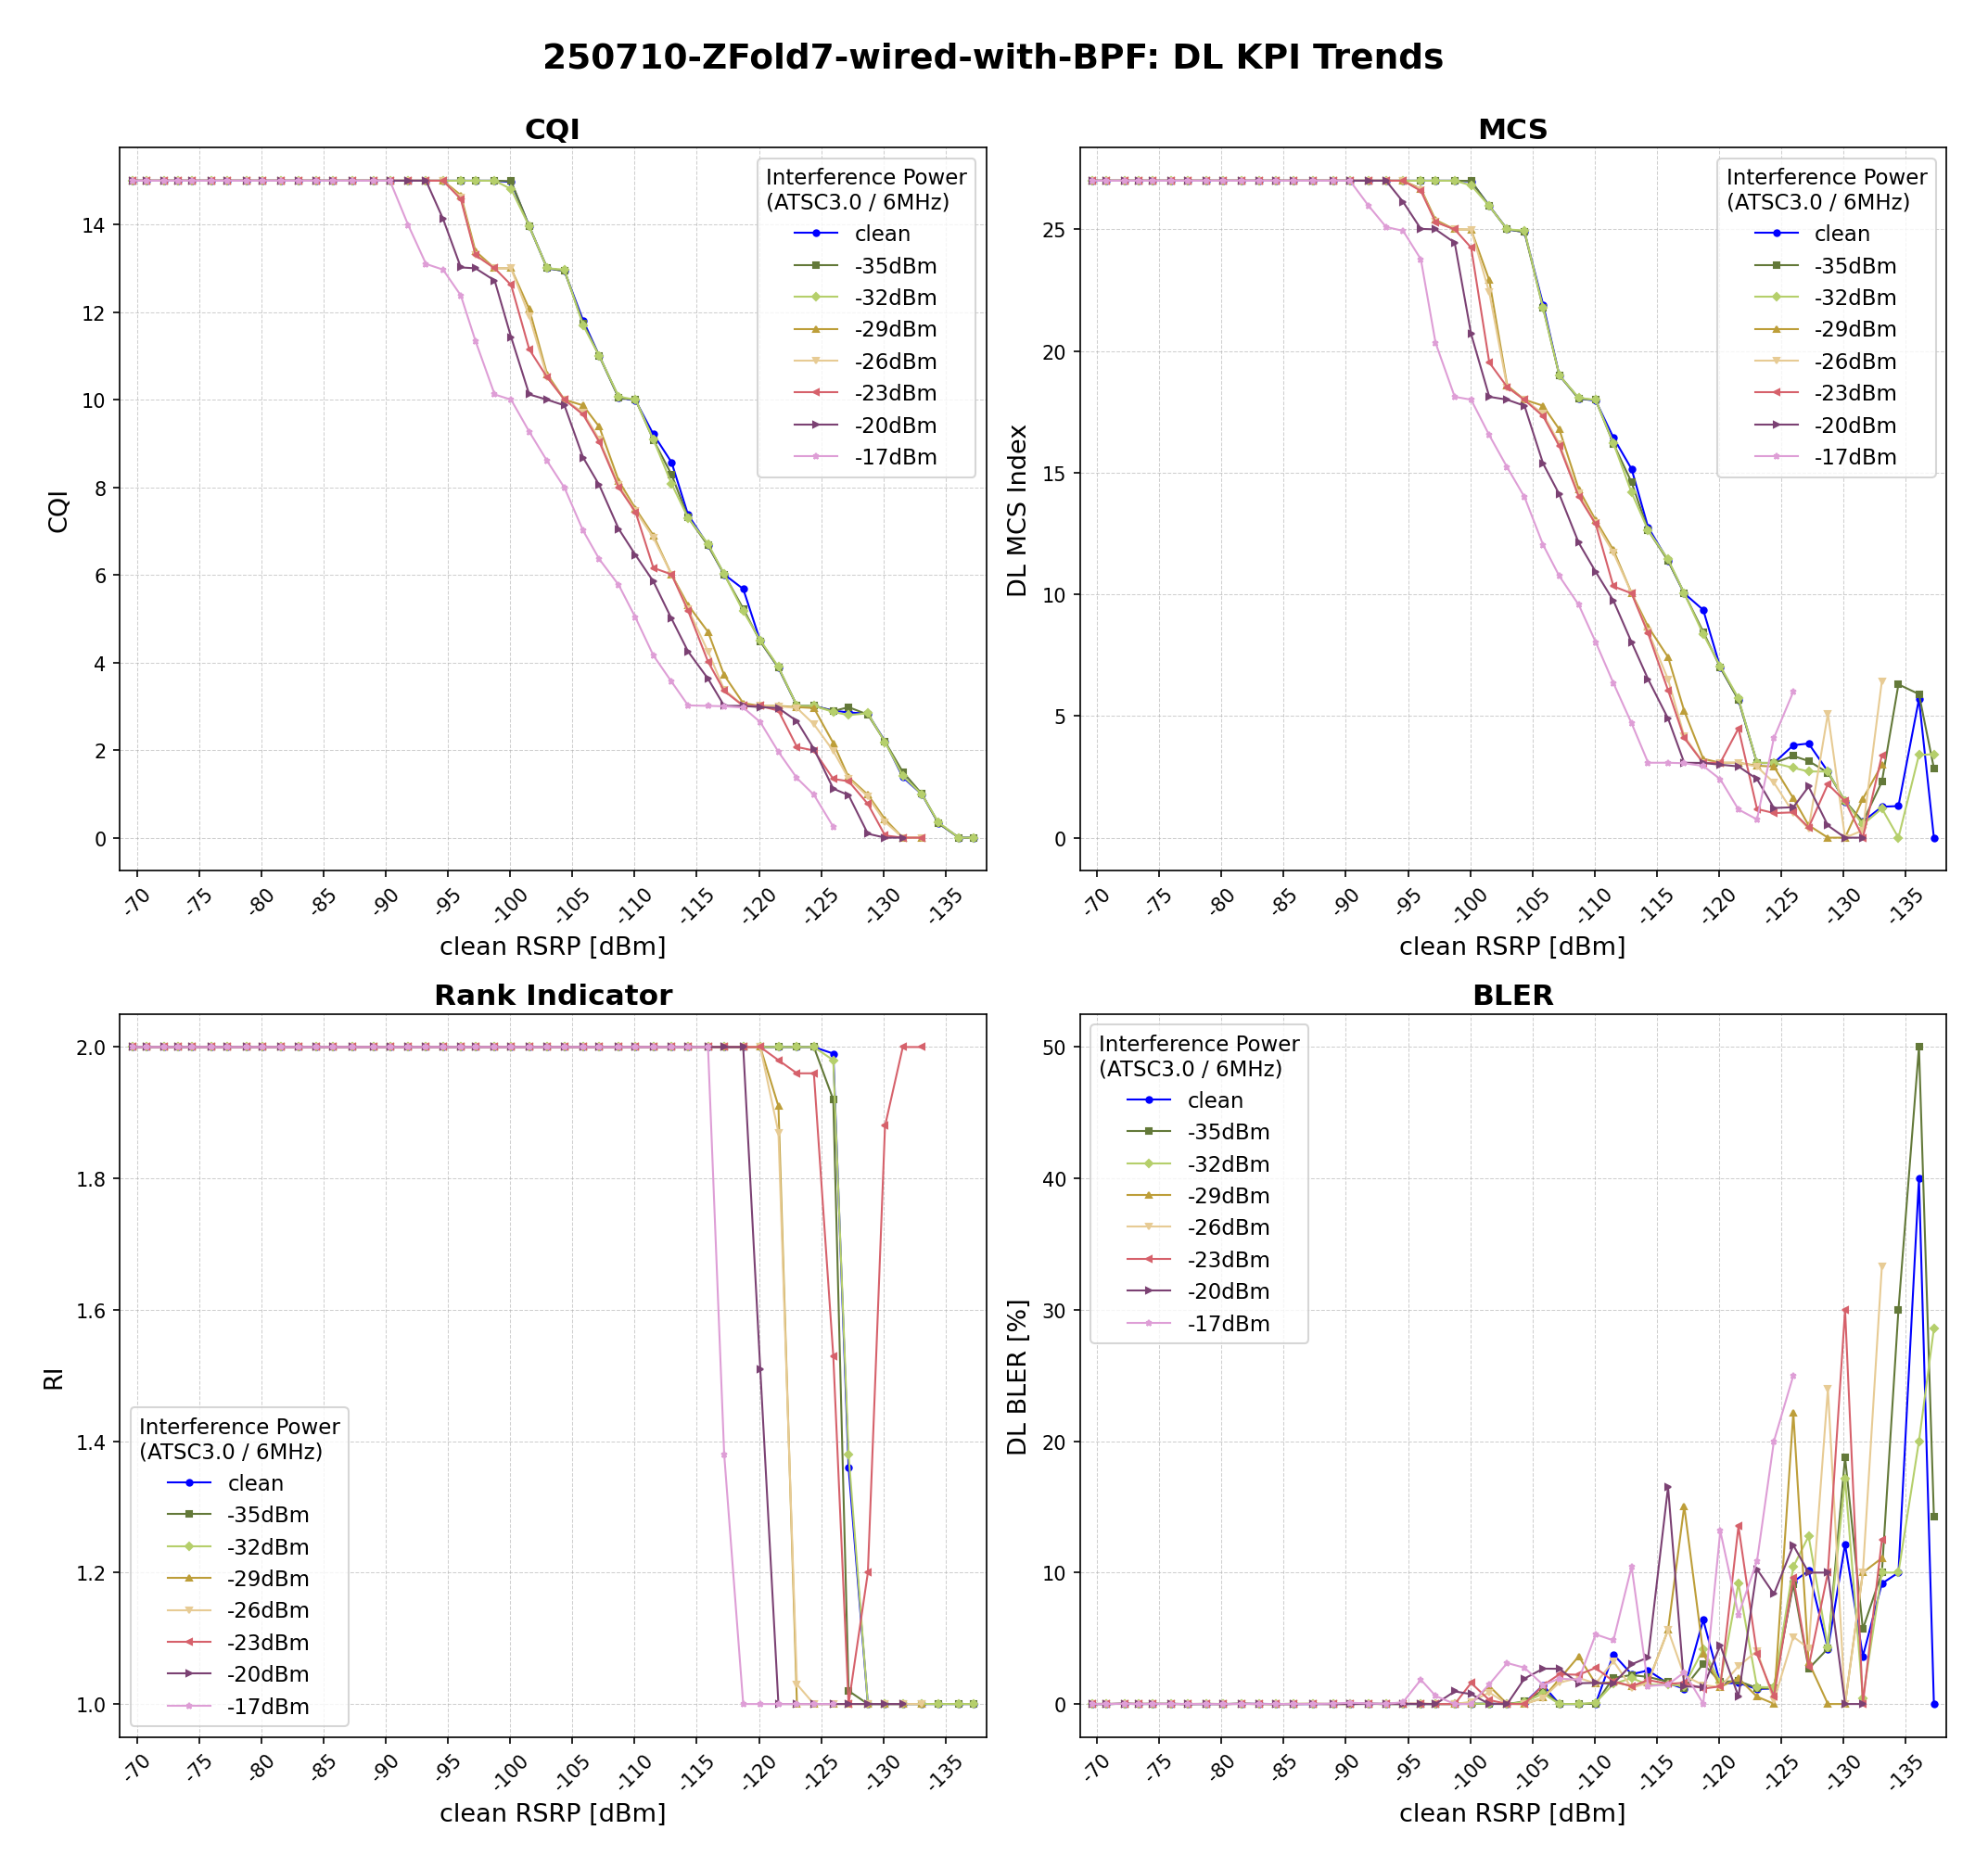 250710-ZFold7-wired-with-BPF: DL KPI Trends
CQI
CQI
14
12
10
8
6
4
2
0
-70
-75
-80
-85
-90
-95
-100
-105
-110
-115
-120
-125
-130
-135
clean RSRP [dBm]
Interference Power
(ATSC3.0 / 6MHz)
clean
-35dBm
-32dBm
-29dBm
-26dBm
-23dBm
-20dBm
-17dBm
MCS
DL MCS Index
25
20
15
10
5
0
-70
-75
-80
-85
-90
-95
-100
-105
-110
-115
-120
-125
-130
-135
clean RSRP [dBm]
Interference Power
(ATSC3.0 / 6MHz)
clean
-35dBm
-32dBm
-29dBm
-26dBm
-23dBm
-20dBm
-17dBm
Rank Indicator
RI
2.0
1.8
1.6
1.4
1.2
1.0
-70
-75
-80
-85
-90
-95
-100
-105
-110
-115
-120
-125
-130
-135
clean RSRP [dBm]
Interference Power
(ATSC3.0 / 6MHz)
clean
-35dBm
-32dBm
-29dBm
-26dBm
-23dBm
-20dBm
-17dBm
BLER
DL BLER [%]
50
40
30
20
10
0
-70
-75
-80
-85
-90
-95
-100
-105
-110
-115
-120
-125
-130
-135
clean RSRP [dBm]
Interference Power
(ATSC3.0 / 6MHz)
clean
-35dBm
-32dBm
-29dBm
-26dBm
-23dBm
-20dBm
-17dBm